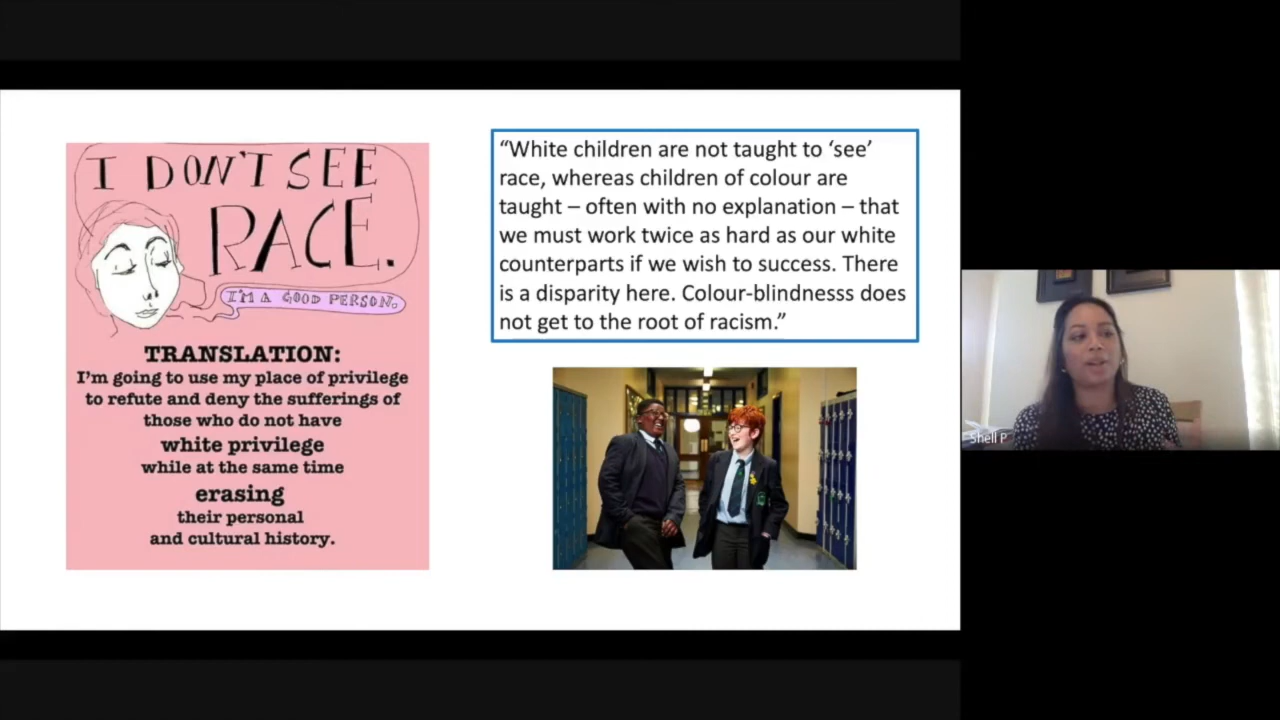 I DON'T SEE
RACE.
I'M A GOOD PERSON.
TRANSLATION:
I'm going to use my place of privilege
to refute and deny the sufferings of
those who do not have
white privilege
while at the same time
erasing
their personal
and cultural history.
“White children are not taught to ‘see’
race, whereas children of colour are
taught – often with no explanation – that
we must work twice as hard as our white
counterparts if we wish to success. There
is a disparity here. Colour-blindnesss does
not get to the root of racism.”
Shell P